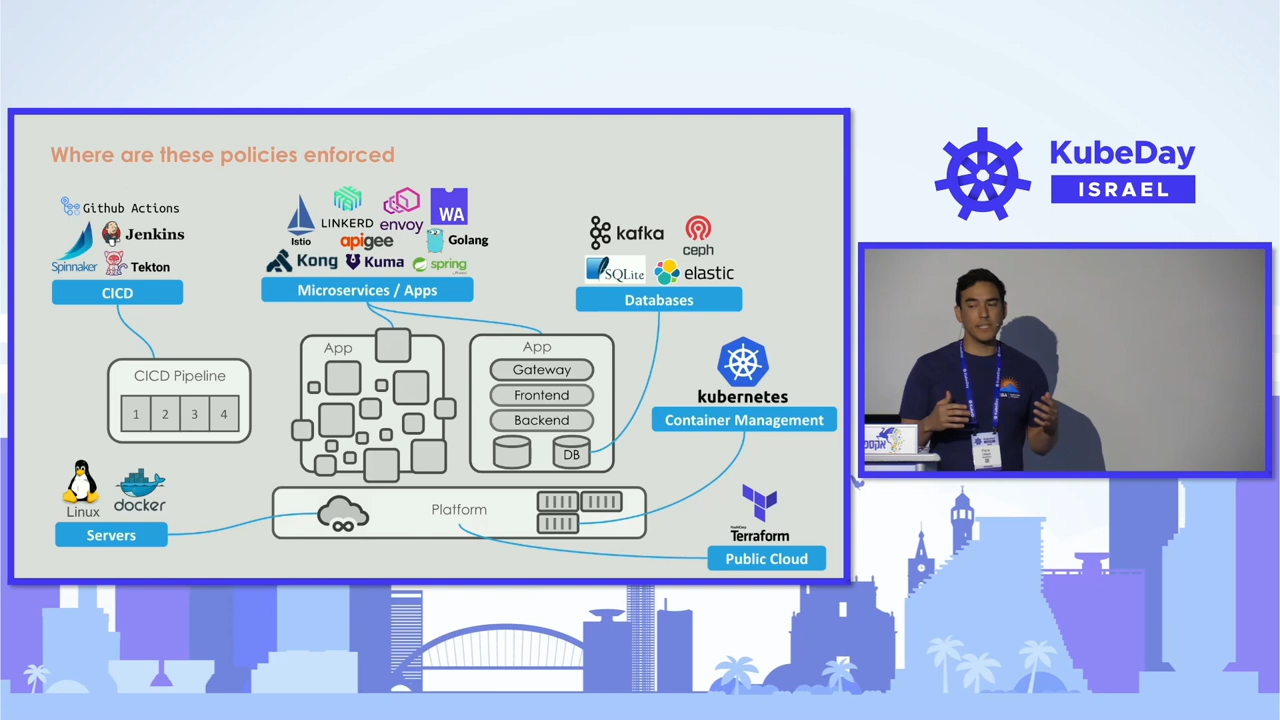 Where are these policies enforced
Github Actions
Jenkins
Spinnaker
Tekton
CICD
Istio
LINKERD
envoy
WA
apigee
Golang
Kong
Kuma
spring
Microservices / Apps
kafka
ceph
SQLite
elastic
Databases
CICD Pipeline
1 2 3 4
App
App
Gateway
Frontend
Backend
DB
kubernetes
Container Management
Linux
docker
Servers
Platform
HashiCorp
Terraform
Public Cloud
KubeDay
ISRAEL